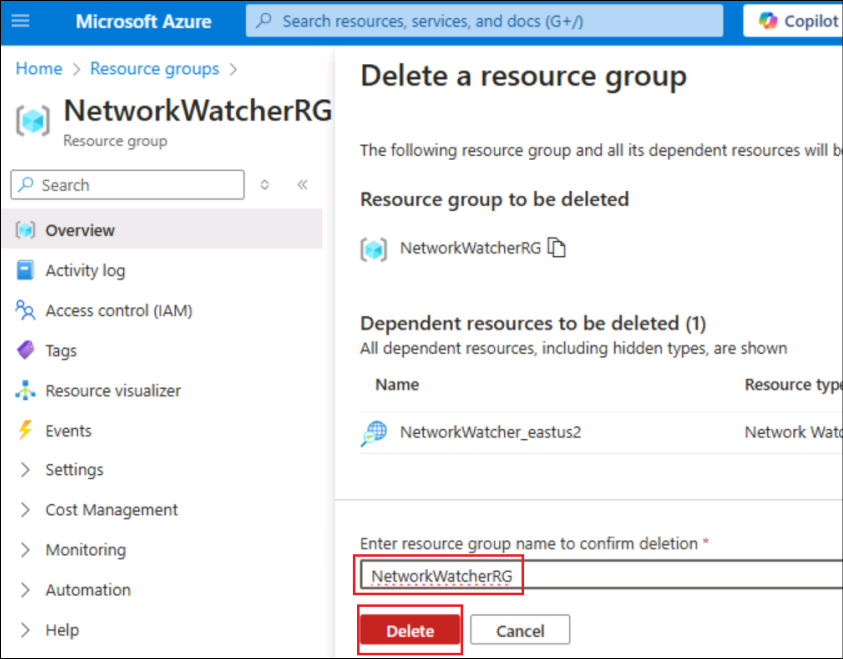 Microsoft Azure
Search resources, services, and docs (G+/)
Copilot
Home > Resource groups >
NetworkWatcherRG
Resource group
Search
Overview
Activity log
Access control (IAM)
Tags
Resource visualizer
Events
Settings
Cost Management
Monitoring
Automation
Help
Delete a resource group
The following resource group and all its dependent resources will be
Resource group to be deleted
NetworkWatcherRG
Dependent resources to be deleted (1)
All dependent resources, including hidden types, are shown
Name Resource type
NetworkWatcher_eastus2 Network Watc
Enter resource group name to confirm deletion *
NetworkWatcherRG
Delete Cancel